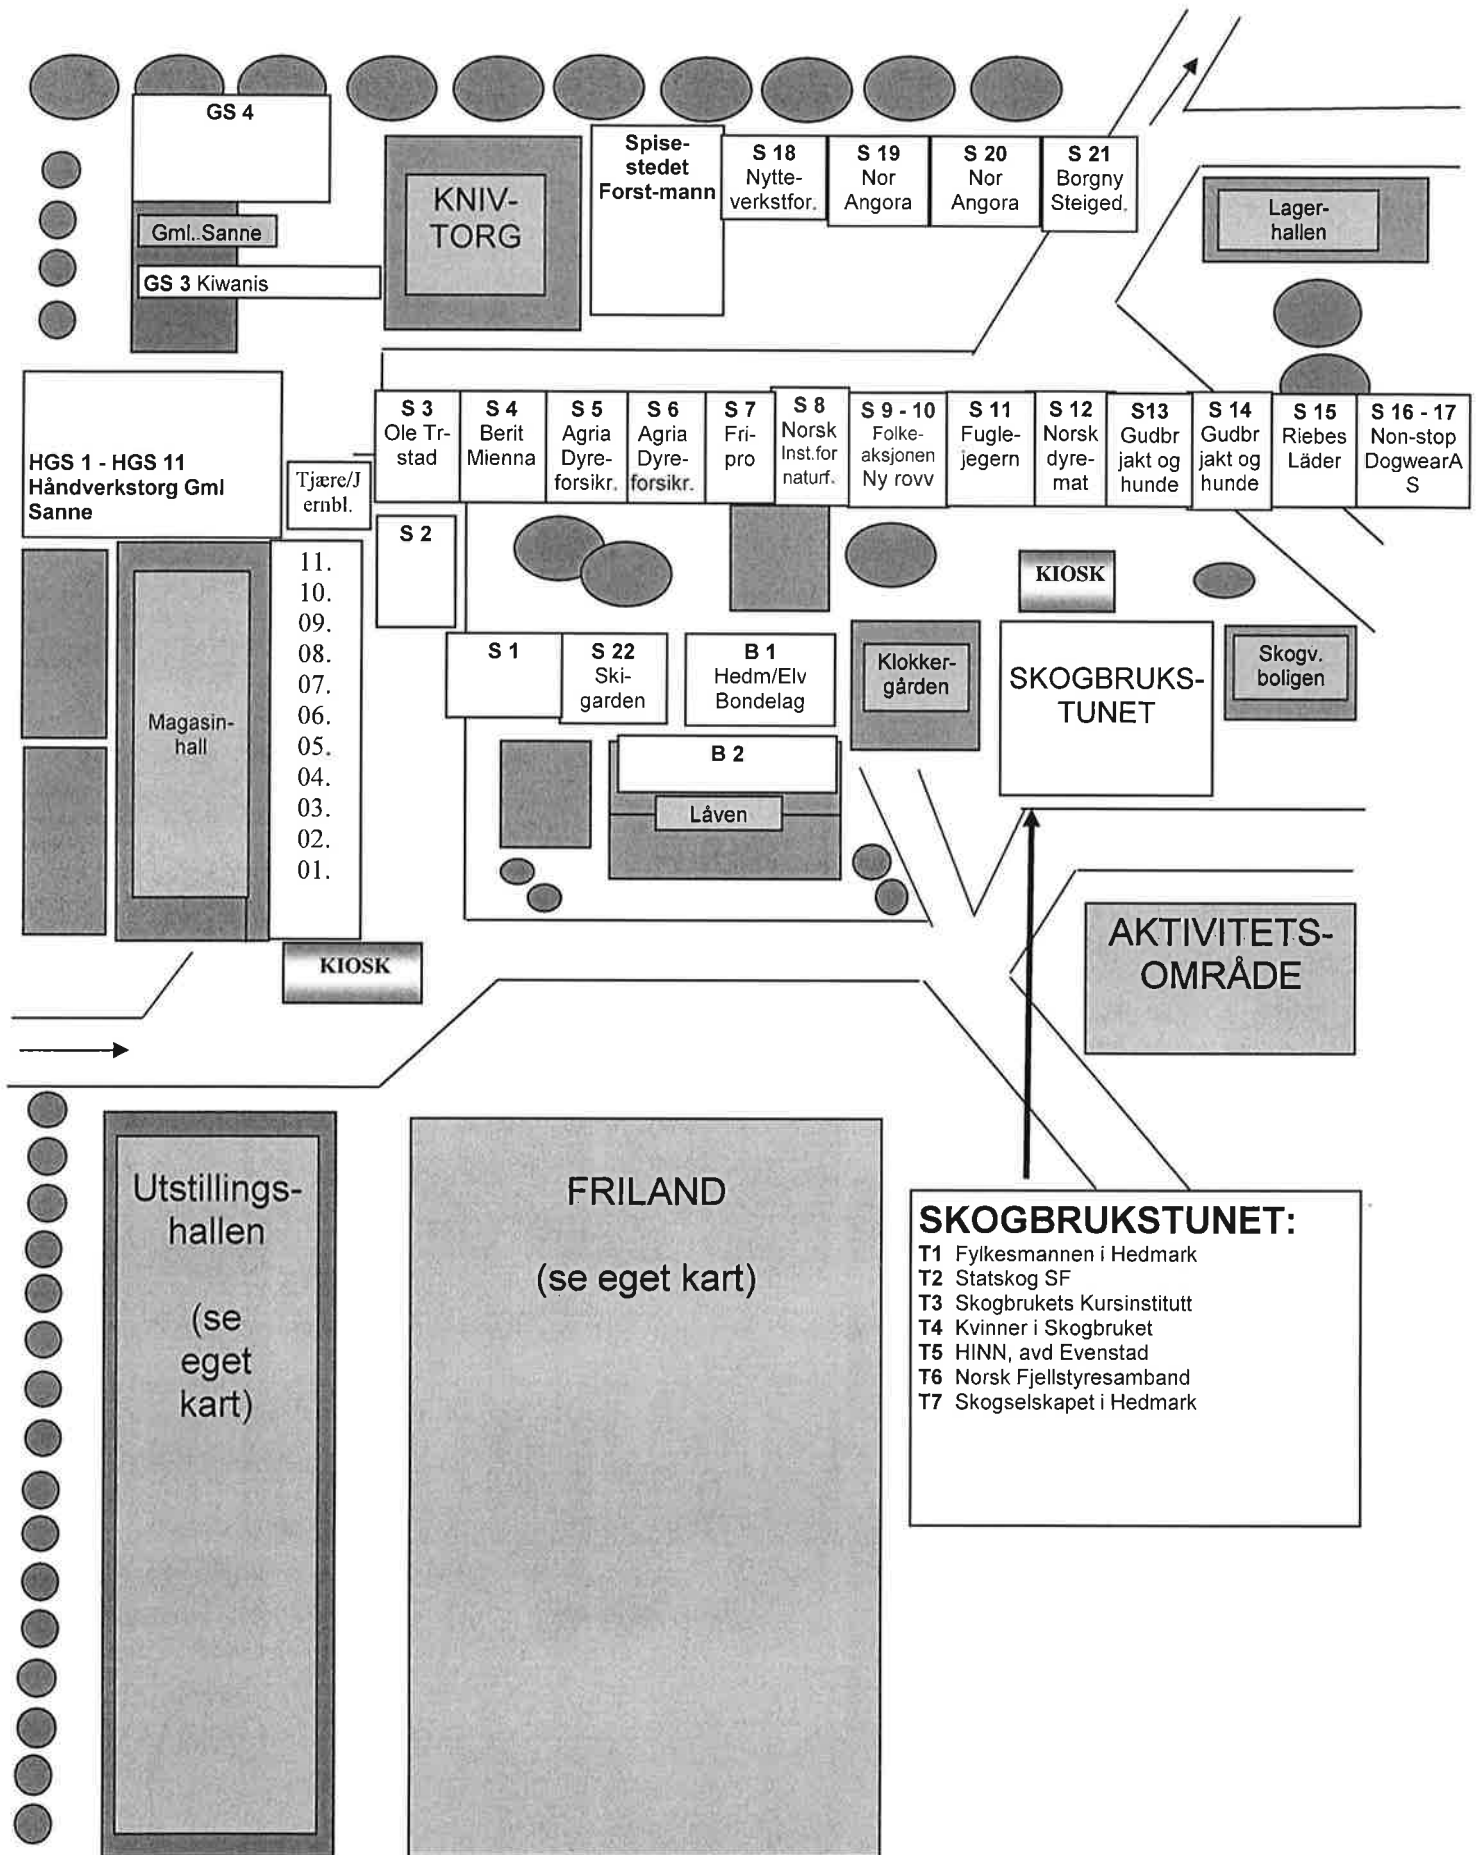 GS 4
Gml..Sanne
GS 3 Kiwanis
KNIV-
TORG
Spise-
stedet
Forst-mann
S 18
Nytte-
verkstfor.
S 19
Nor
Angora
S 20
Nor
Angora
S 21
Borgny
Steiged.
Lager-
hallen
HGS 1 - HGS 11
Håndverkstorg Gml
Sanne
Tjære/J
ernbl.
S 3
Ole Tr-
stad
S 4
Berit
Mienna
S 5
Agria
Dyre-
forsikr.
S 6
Agria
Dyre-
forsikr.
S 7
Fri-
pro
S 8
Norsk
Inst.for
naturf.
S 9 - 10
Folke-
aksjonen
Ny rovv
S 11
Fugle-
jegern
S 12
Norsk
dyre-
mat
S13
Gudbr
jakt og
hunde
S 14
Gudbr
jakt og
hunde
S 15
Riebes
Läder
S 16 - 17
Non-stop
DogwearA
S
S 2
11.
10.
09.
08.
07.
06.
05.
04.
03.
02.
01.
Magasin-
hall
S 1
S 22
Ski-
garden
B 1
Hedm/Elv
Bondelag
B 2
Låven
Klokker-
gården
KIOSK
SKOGBRUKS-
TUNET
Skogv.
boligen
KIOSK
AKTIVITETS-
OMRÅDE
Utstillings-
hallen
(se
eget
kart)
FRILAND
(se eget kart)
SKOGBRUKSTUNET:
T1 Fylkesmannen i Hedmark
T2 Statskog SF
T3 Skogbrukets Kursinstitutt
T4 Kvinner i Skogbruket
T5 HINN, avd Evenstad
T6 Norsk Fjellstyresamband
T7 Skogselskapet i Hedmark